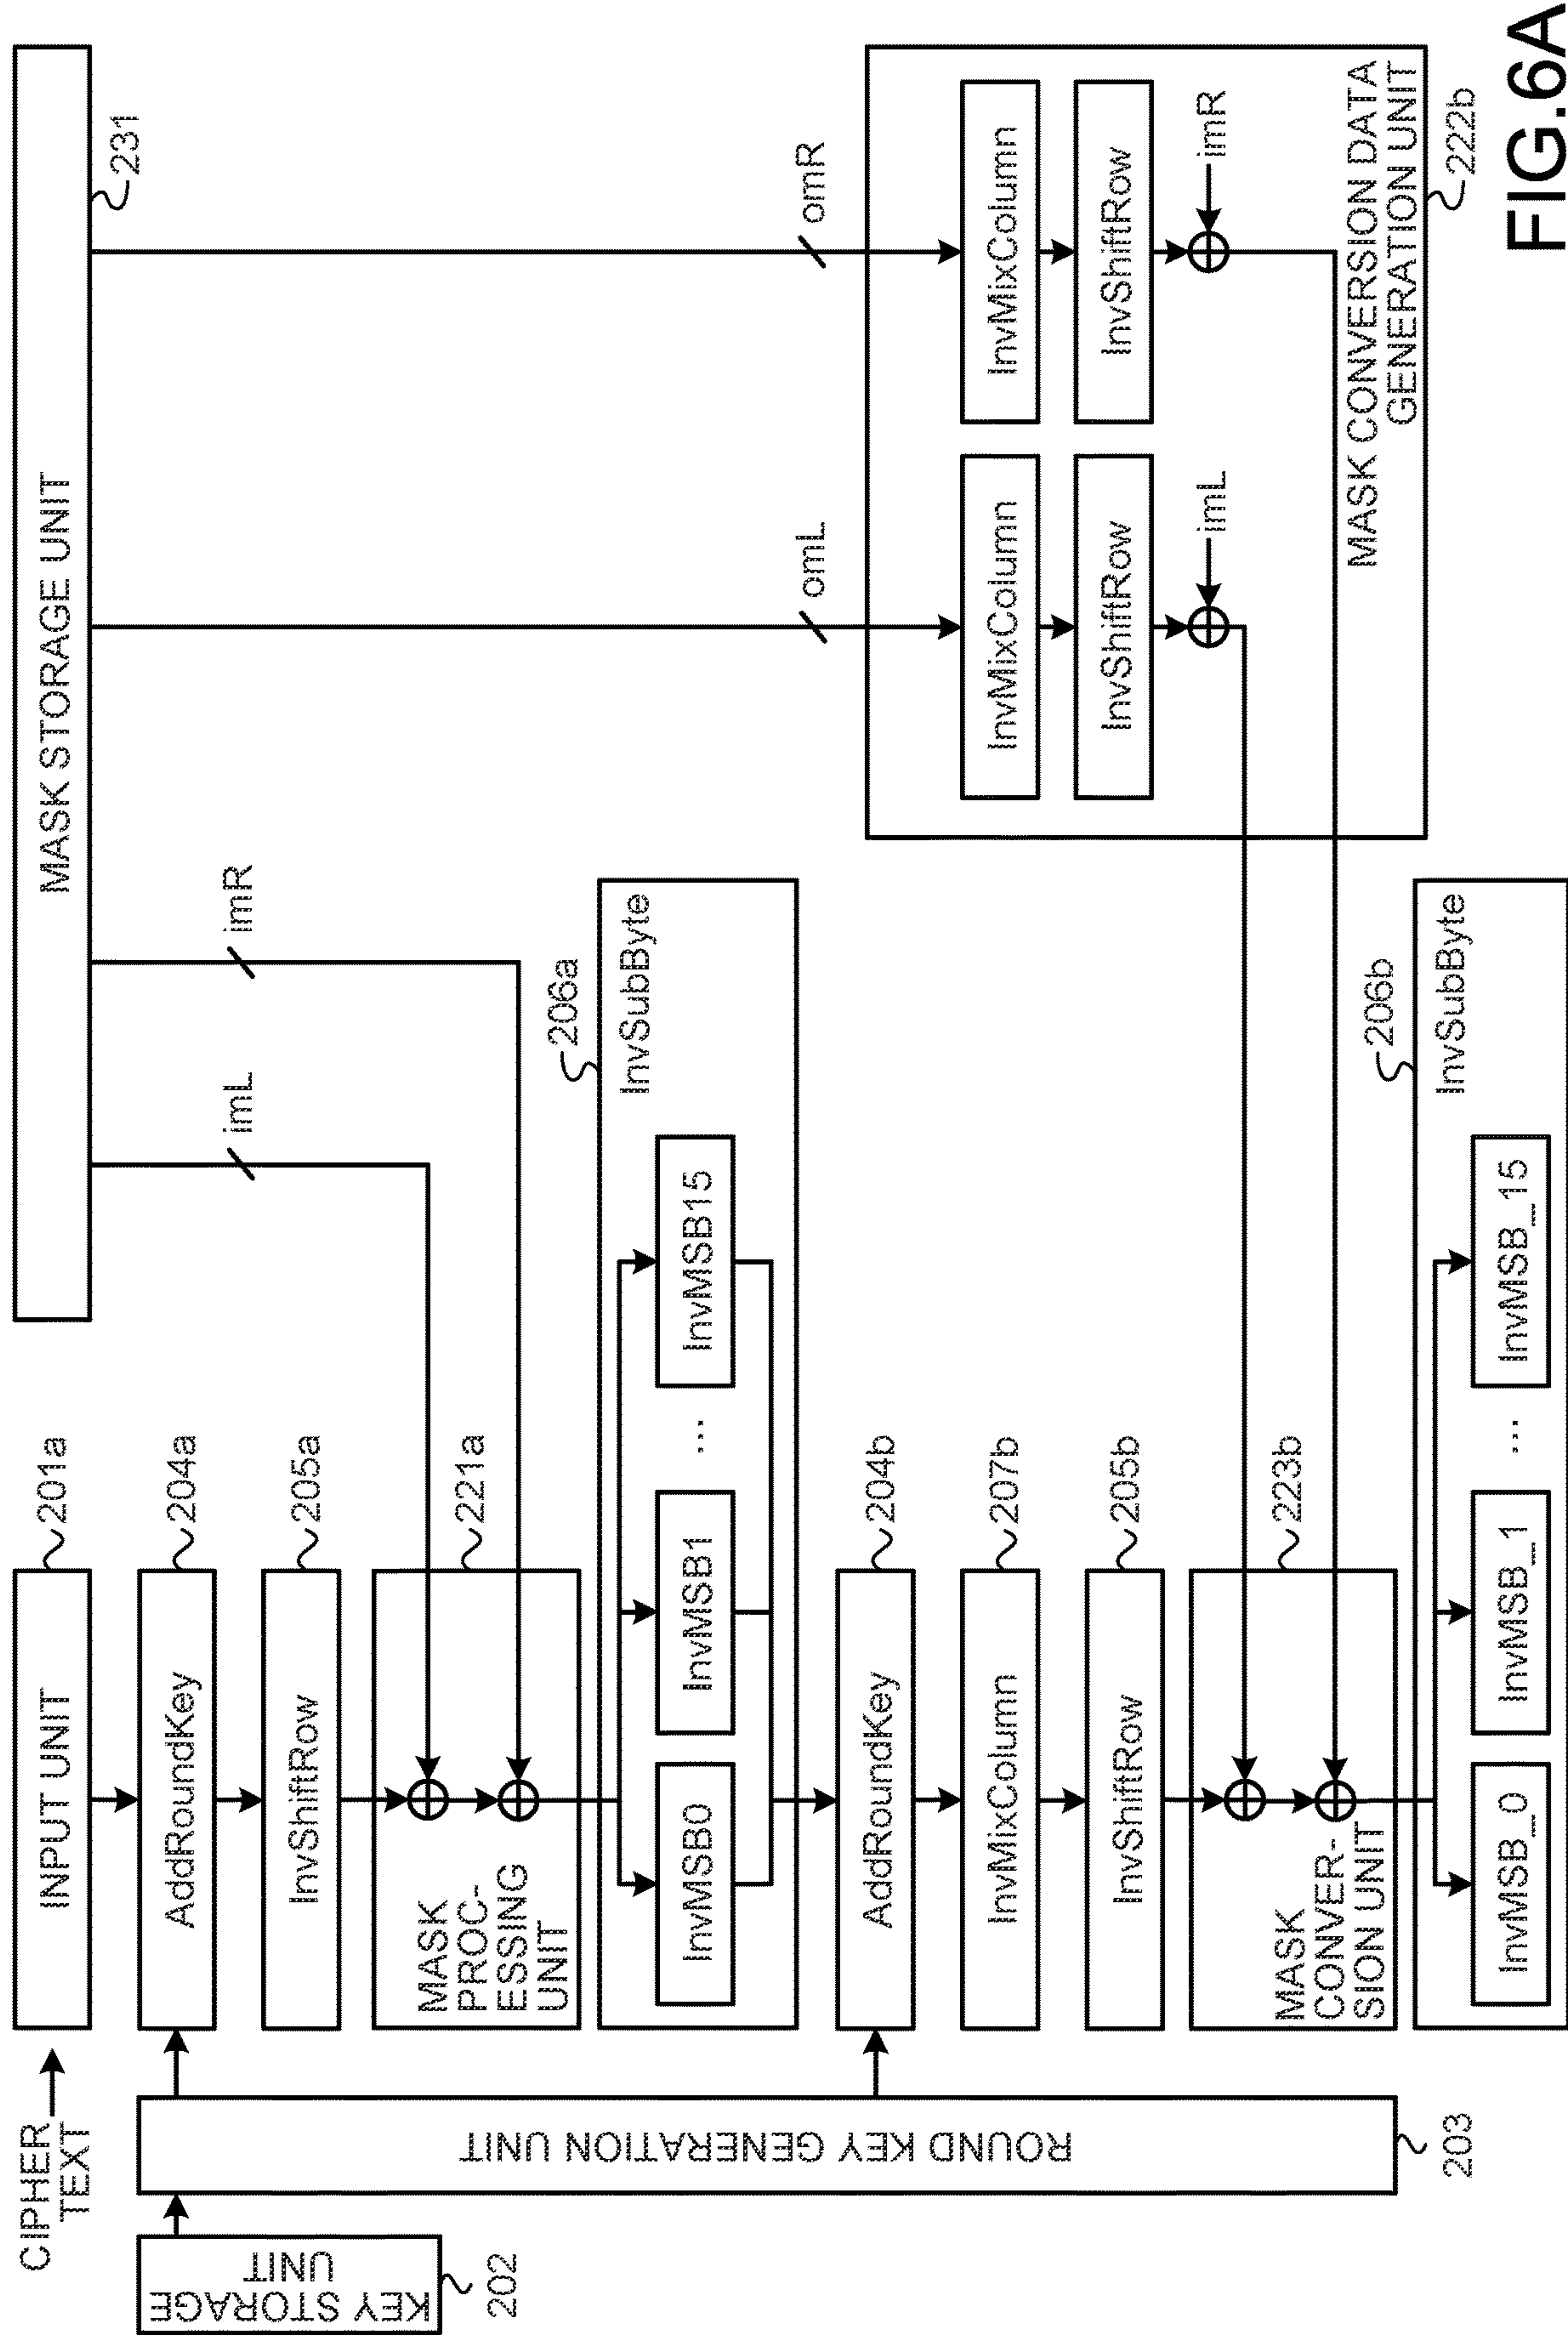 CIPHER
TEXT
INPUT UNIT
201a
MASK STORAGE UNIT
231
KEY STORAGE
UNIT
202
ROUND KEY GENERATION UNIT
203
AddRoundKey
204a
InvShiftRow
205a
imL
imR
MASK
PROC-
ESSING
UNIT
221a
206a
InvSubByte
InvMSB0
InvMSB1
...
InvMSB15
omL
omR
AddRoundKey
204b
InvMixColumn
207b
InvShiftRow
205b
InvMixColumn
InvMixColumn
InvShiftRow
InvShiftRow
imL
imR
MASK CONVERSION DATA
GENERATION UNIT
222b
MASK
CONVER-
SION UNIT
223b
206b
InvSubByte
InvMSB_0
InvMSB_1
...
InvMSB_15
FIG.6A